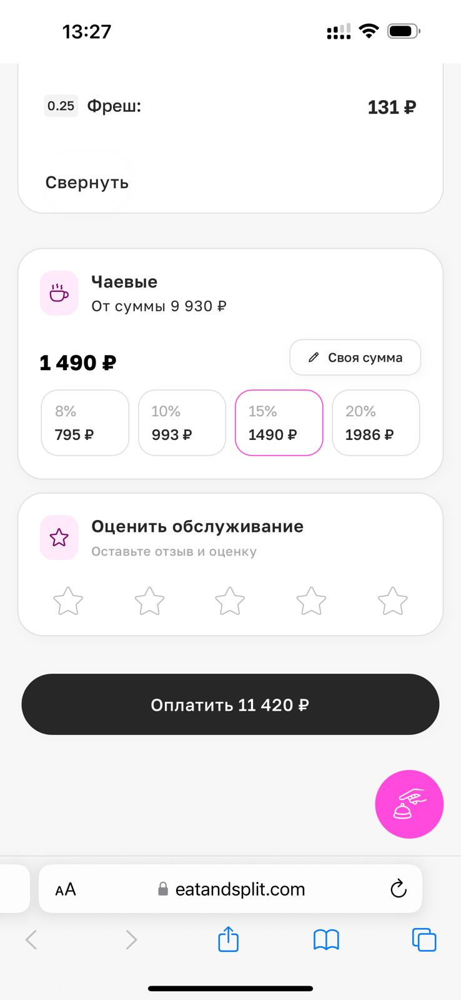 13:27
0.25 Фреш: 131 ₽
Свернуть
Чаевые
От суммы 9 930 ₽
1 490 ₽ Своя сумма
8% 10% 15% 20%
795 ₽ 993 ₽ 1490 ₽ 1986 ₽
Оценить обслуживание
Оставьте отзыв и оценку
Оплатить 11 420 ₽
AA eatandsplit.com